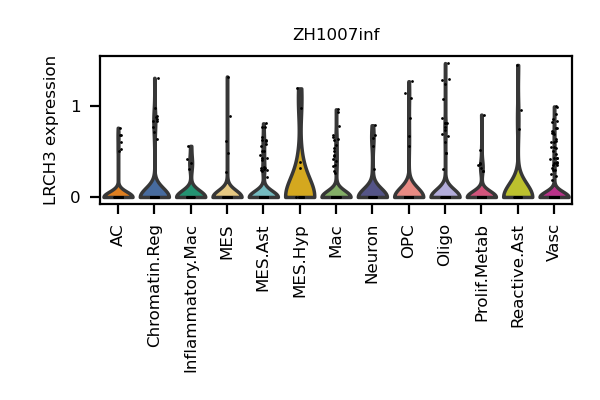 ZH1007inf
LRCH3 expression
1
0
AC
Chromatin.Reg
Inflammatory.Mac
MES
MES.Ast
MES.Hyp
Mac
Neuron
OPC
Oligo
Prolif.Metab
Reactive.Ast
Vasc